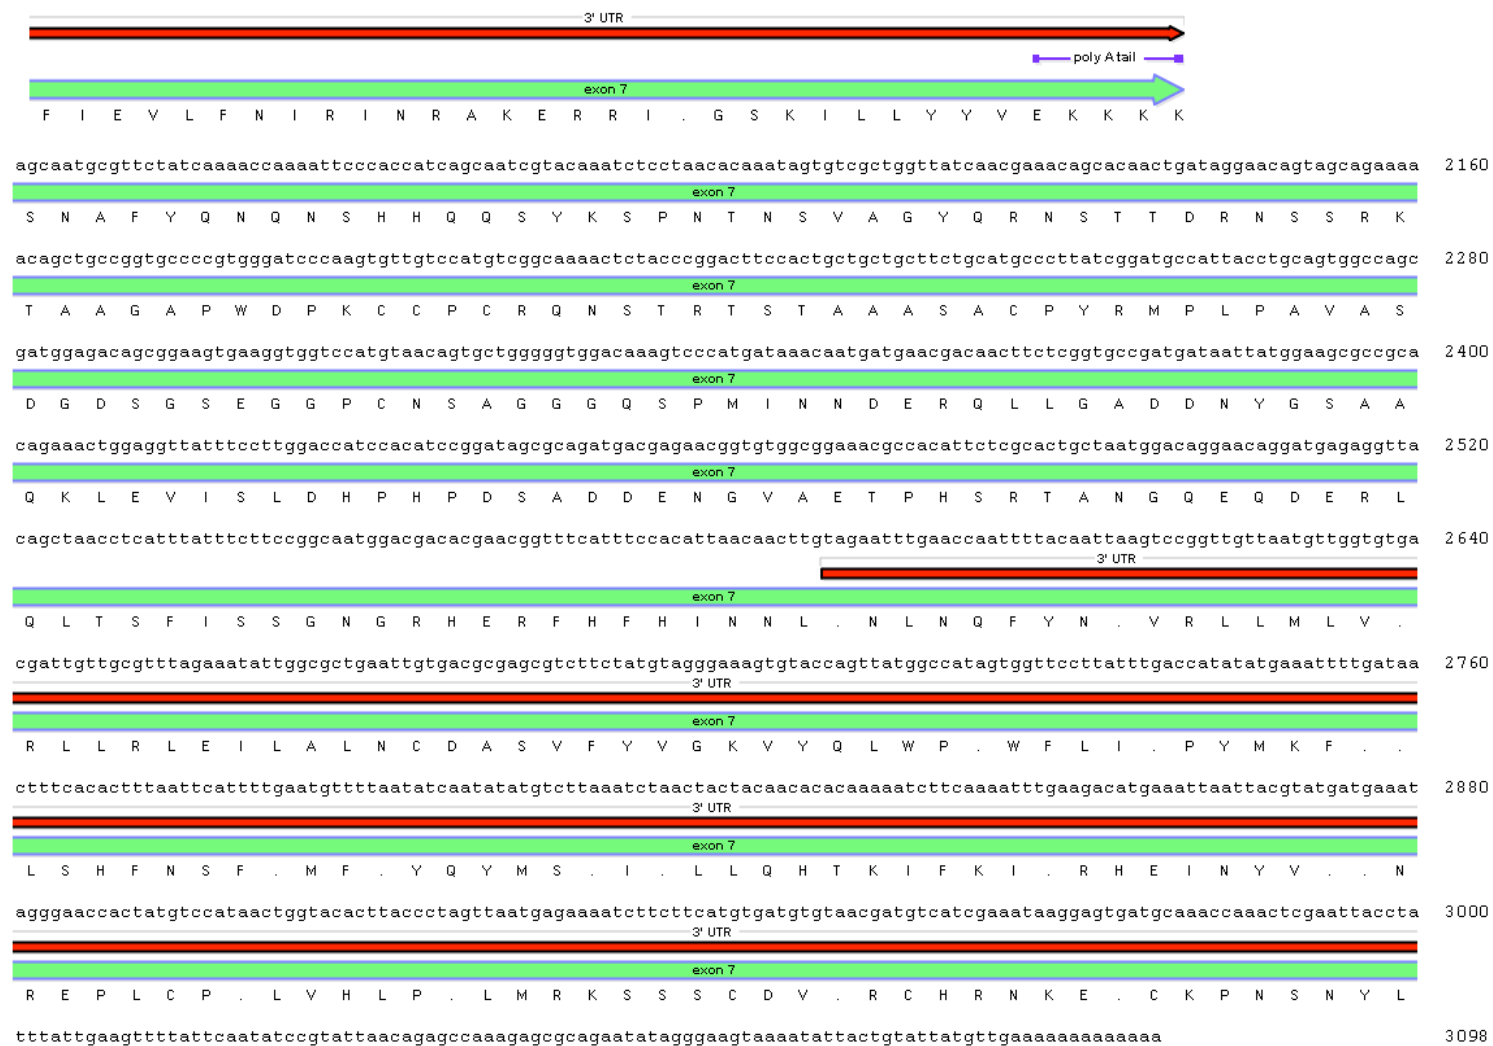 3' UTR
poly A tail
exon 7
F I E V L F N I R I N R A K E R R I . G S K I L L Y Y V E K K K K
agcaatgcgttctatcaaaaccaaaattcccaccatcagcaatcgtacaaatctcctaacacaaatagtgtcgctggttatcaacgaaacagcacaactgataggaacagtagcagaaaa 2160
exon 7
S N A F Y Q N Q N S H H Q Q S Y K S P N T N S V A G Y Q R N S T T D R N S S R K
acagctgccggtgccccgtgggatcccaagtgttgtccatgtcggcaaaactctacccggacttccactgctgctgcttctgcatgcccttatcggatgccattacctgcagtggccagc 2280
exon 7
T A A G A P W D P K C C P C R Q N S T R T S T A A A S A C P Y R M P L P A V A S
gatggagacagcggaagtgaaggtggtccatgtaacagtgctgggggtggacaaagtcccatgataaacaatgatgaacgacaacttctcggtgccgatgataattatggaagcgccgca 2400
exon 7
D G D S G S E G G P C N S A G G G Q S P M I N N D E R Q L L G A D D N Y G S A A
cagaaactggaggttatttccttggaccatccacatccggatagcgcagatgacgagaacggtgtggcggaaacgccacattctcgcactgctaatggacaggaacaggatgagaggtta 2520
exon 7
Q K L E V I S L D H P H P D S A D D E N G V A E T P H S R T A N G Q E Q D E R L
cagctaacctcatttatttcttccggcaatggacgacacgaacggtttcatttccacattaacaacttgtagaatttgaaccaattttacaattaagtccggttgttaatgttggtgtga 2640
3' UTR
exon 7
Q L T S F I S S G N G R H E R F H F H I N N L . N L N Q F Y N . V R L L M L V .
cgattgttgcgtttagaaatattggcgctgaattgtgacgcgagcgtcttctatgtagggaaagtgtaccagttatggccatagtggttccttatttgaccatatatgaaattttgataa 2760
3' UTR
exon 7
R L L R L E I L A L N C D A S V F Y V G K V Y Q L W P . W F L I . P Y M K F . .
ctttcacactttaattcattttgaatgttttaatatcaatatatgtcttaaatctaactactacaacacacaaaaatcttcaaaatttgaagacatgaaattaattacgtatgatgaaat 2880
3' UTR
exon 7
L S H F N S F . M F . Y Q Y M S . I . L L Q H T K I F K I . R H E I N Y V . . N
agggaaccactatgtccataactggtacacttaccctagttaatgagaaaatcttcttcatgtgatgtgtaacgatgtcatcgaaataaggagtgatgcaaaccaaactcgaattaccta 3000
3' UTR
exon 7
R E P L C P . L V H L P . L M R K S S S C D V . R C H R N K E . C K P N S N Y L
tttattgaagttttattcaatatccgtattaacagagccaaagagcgcagaatatagggaagtaaaatattactgtattatgttgaaaaaaaaaaaaa 3098